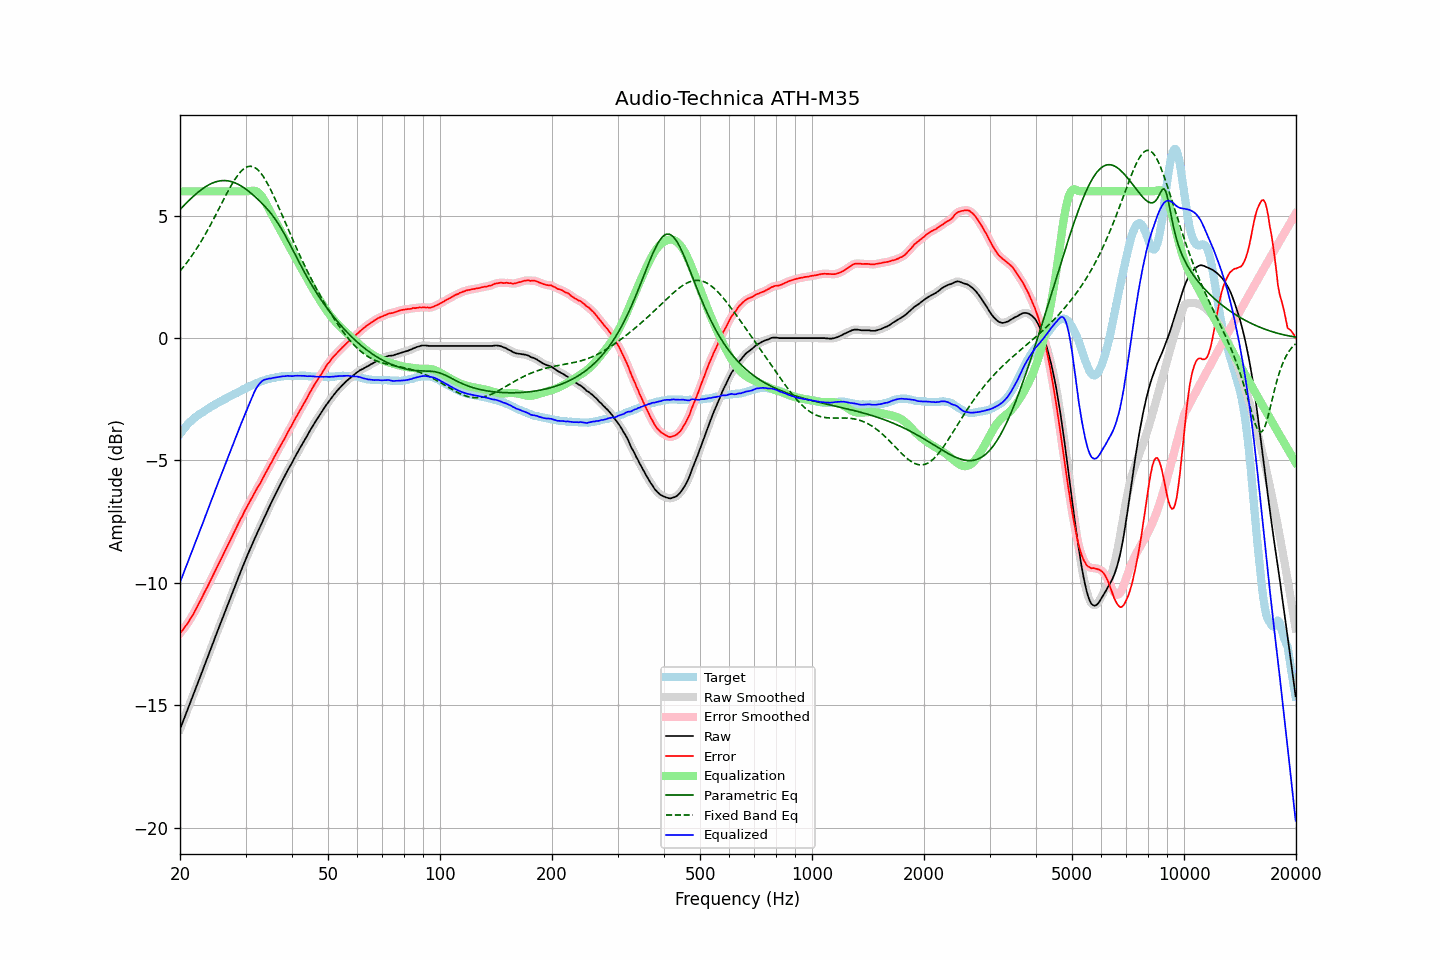 Audio-Technica ATH-M35
Amplitude (dBr)
5
0
−5
−10
−15
−20
20
50
100
200
500
1000
2000
5000
10000
20000
Frequency (Hz)
Target
Raw Smoothed
Error Smoothed
Raw
Error
Equalization
Parametric Eq
Fixed Band Eq
Equalized